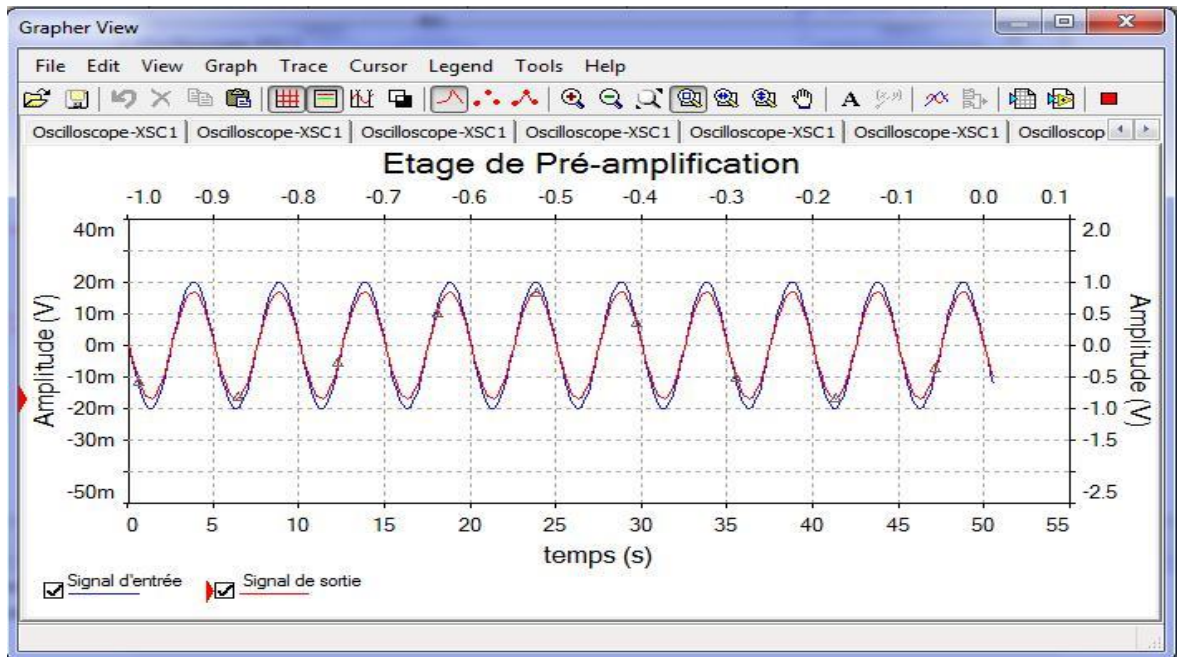 Grapher View
File Edit View Graph Trace Cursor Legend Tools Help
A
Oscilloscope-XSC1 Oscilloscope-XSC1 Oscilloscope-XSC1 Oscilloscope-XSC1 Oscilloscope-XSC1 Oscilloscope-XSC1 Oscilloscop
Etage de Pré-amplification
-1.0 -0.9 -0.8 -0.7 -0.6 -0.5 -0.4 -0.3 -0.2 -0.1 0.0 0.1
40m 2.0
20m 1.0
10m 0.5
0m 0.0
-10m -0.5
-20m -1.0
-30m -1.5
-50m -2.5
Amplitude (V)
Amplitude (V)
0 5 10 15 20 25 30 35 40 45 50 55
temps (s)
Signal d'entrée Signal de sortie